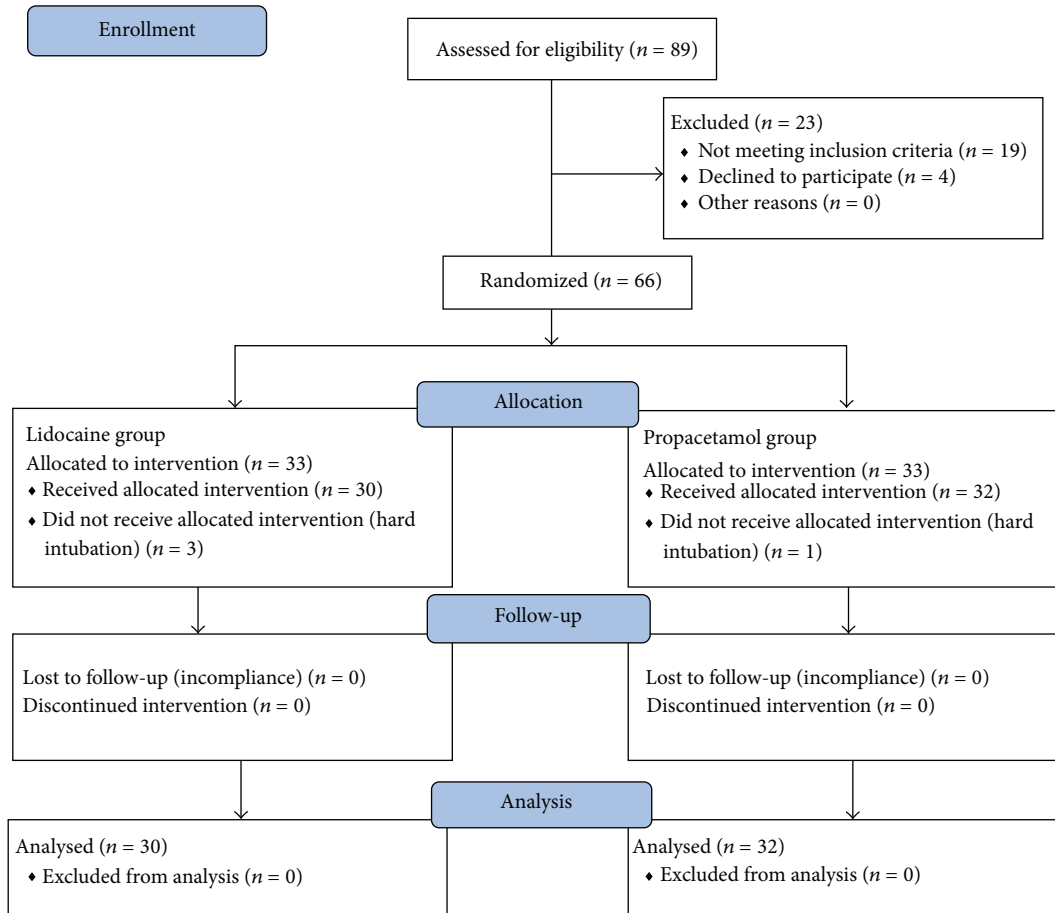 Enrollment
Assessed for eligibility (n = 89)
Excluded (n = 23)
♦ Not meeting inclusion criteria (n = 19)
♦ Declined to participate (n = 4)
♦ Other reasons (n = 0)
Randomized (n = 66)
Allocation
Lidocaine group
Allocated to intervention (n = 33)
♦ Received allocated intervention (n = 30)
♦ Did not receive allocated intervention (hard
intubation) (n = 3)
Propacetamol group
Allocated to intervention (n = 33)
♦ Received allocated intervention (n = 32)
♦ Did not receive allocated intervention (hard
intubation) (n = 1)
Follow-up
Lost to follow-up (incompliance) (n = 0)
Discontinued intervention (n = 0)
Lost to follow-up (incompliance) (n = 0)
Discontinued intervention (n = 0)
Analysis
Analysed (n = 30)
♦ Excluded from analysis (n = 0)
Analysed (n = 32)
♦ Excluded from analysis (n = 0)